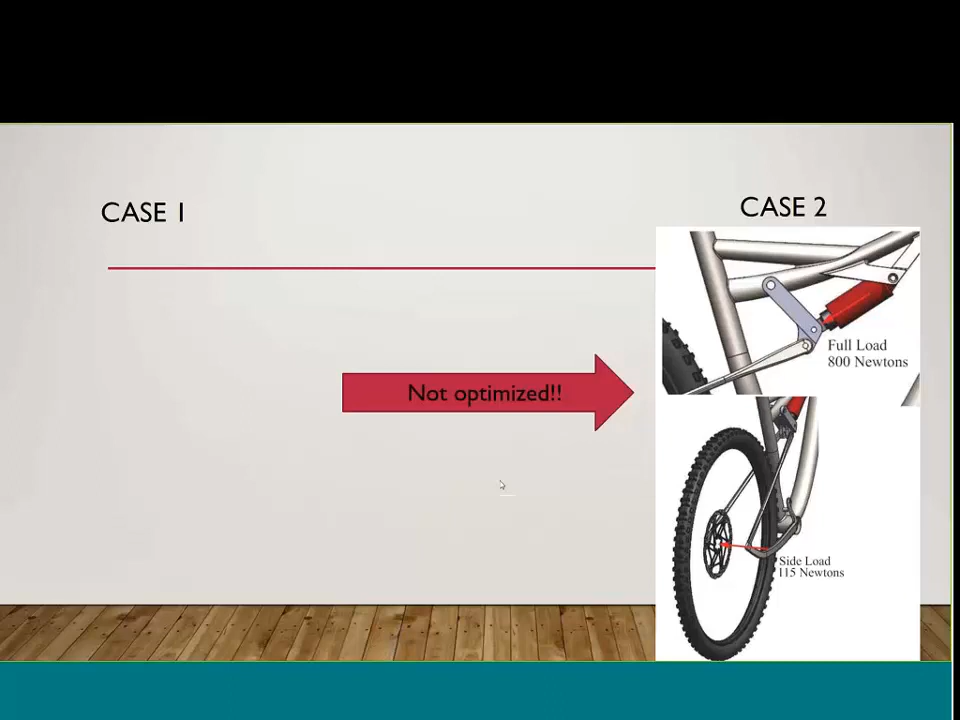 CASE 1
CASE 2
Full Load
800 Newtons
Not optimized!!
Side Load
115 Newtons